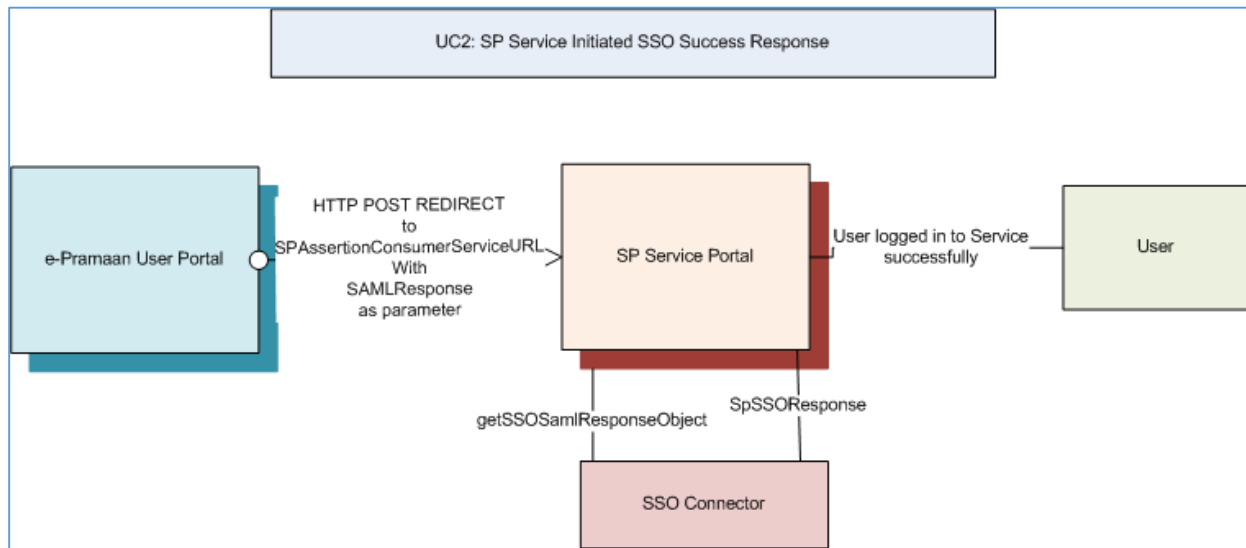 UC2: SP Service Initiated SSO Success Response
e-Pramaan User Portal
HTTP POST REDIRECT
to
SPAssertionConsumerServiceURL
With
SAMLResponse
as parameter
SP Service Portal
User logged in to Service
successfully
User
getSSOSamlResponseObject
SpSSOResponse
SSO Connector